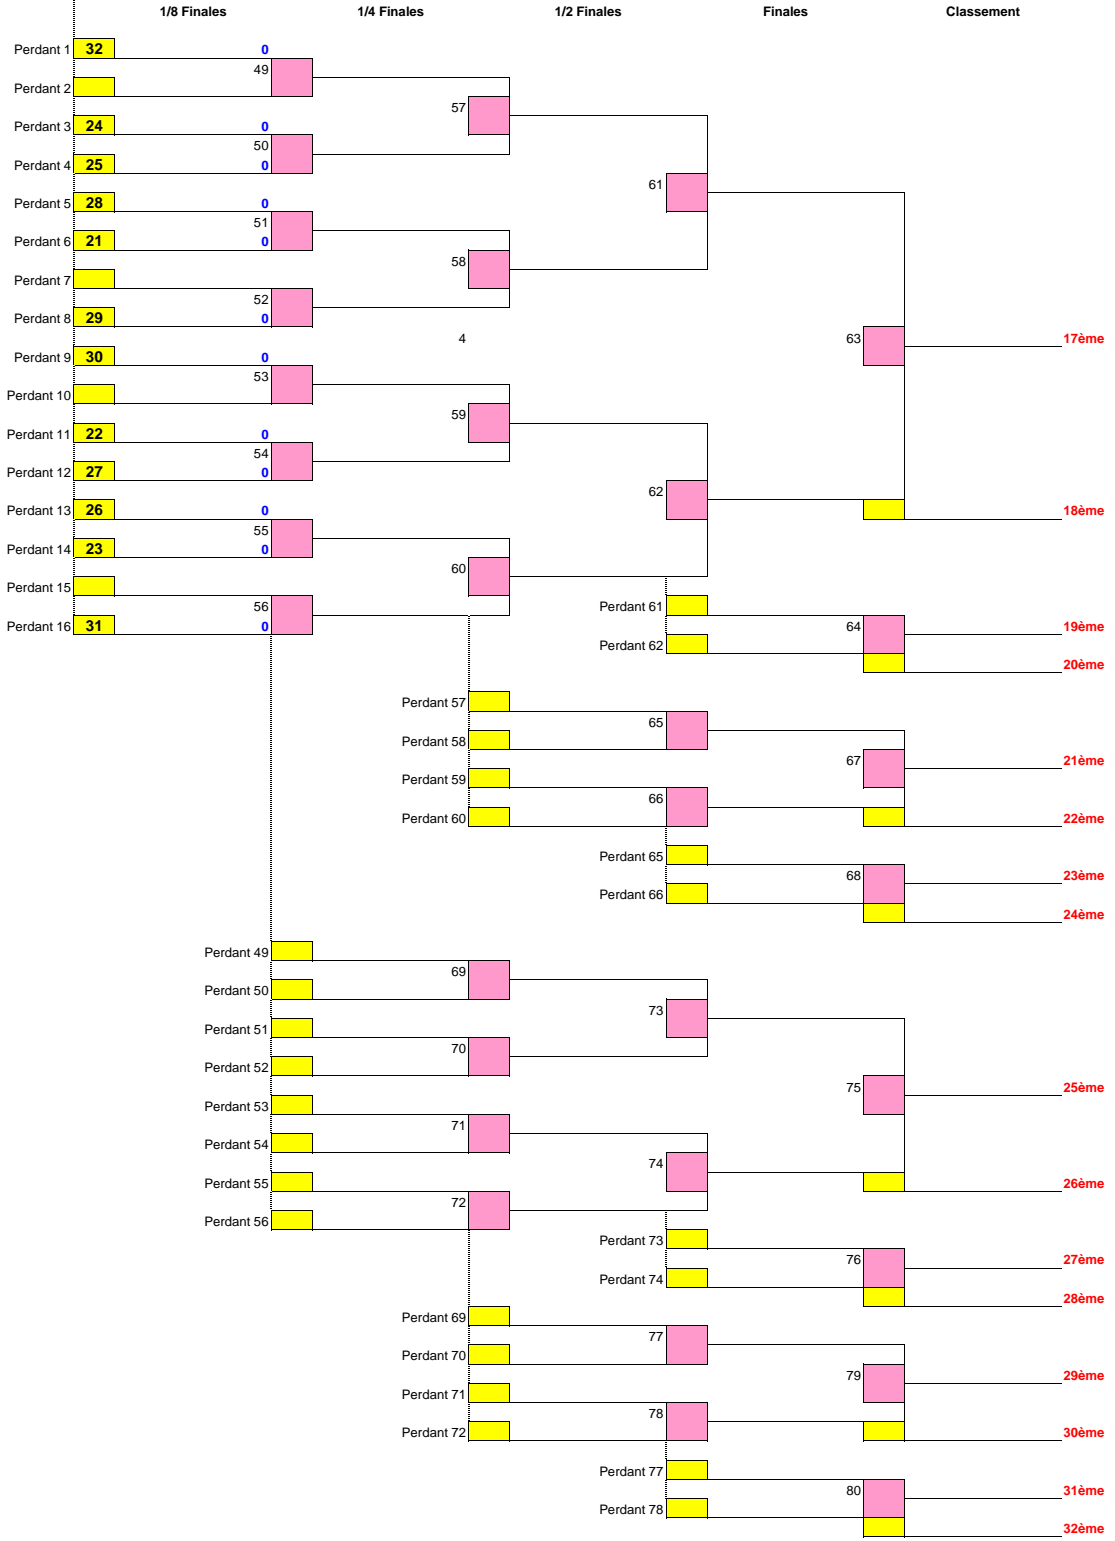 1/8 Finales 1/4 Finales 1/2 Finales Finales Classement
Perdant 1 32 0
49
Perdant 2
57
Perdant 3 24 0
50
Perdant 4 25 0
61
Perdant 5 28 0
51
Perdant 6 21 0
58
Perdant 7
52
Perdant 8 29 0
4 63 17ème
Perdant 9 30 0
53
Perdant 10
59
Perdant 11 22 0
54
Perdant 12 27 0
62
Perdant 13 26 0 18ème
55
Perdant 14 23 0
60
Perdant 15
56 Perdant 61
Perdant 16 31 0 64 19ème
Perdant 62
20ème
Perdant 57
65
Perdant 58
67 21ème
Perdant 59
66
Perdant 60 22ème
Perdant 65
68 23ème
Perdant 66
24ème
Perdant 49
69
Perdant 50
73
Perdant 51
70
Perdant 52
75 25ème
Perdant 53
71
Perdant 54
74
Perdant 55 26ème
72
Perdant 56
Perdant 73
76 27ème
Perdant 74
28ème
Perdant 69
77
Perdant 70
79 29ème
Perdant 71
78
Perdant 72 30ème
Perdant 77
80 31ème
Perdant 78
32ème